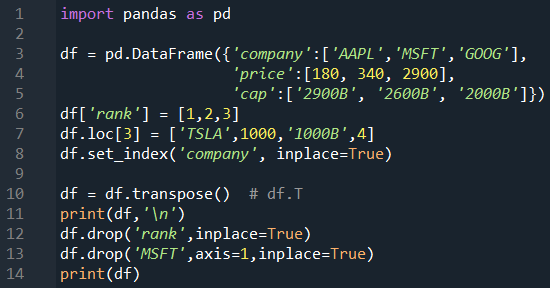 1 import pandas as pd
2
3 df = pd.DataFrame({'company':['AAPL','MSFT','GOOG'],
4                    'price':[180, 340, 2900],
5                    'cap':['2900B', '2600B', '2000B']})
6 df['rank'] = [1,2,3]
7 df.loc[3] = ['TSLA',1000,'1000B',4]
8 df.set_index('company', inplace=True)
9
10 df = df.transpose()  # df.T
11 print(df,'\n')
12 df.drop('rank',inplace=True)
13 df.drop('MSFT',axis=1,inplace=True)
14 print(df)